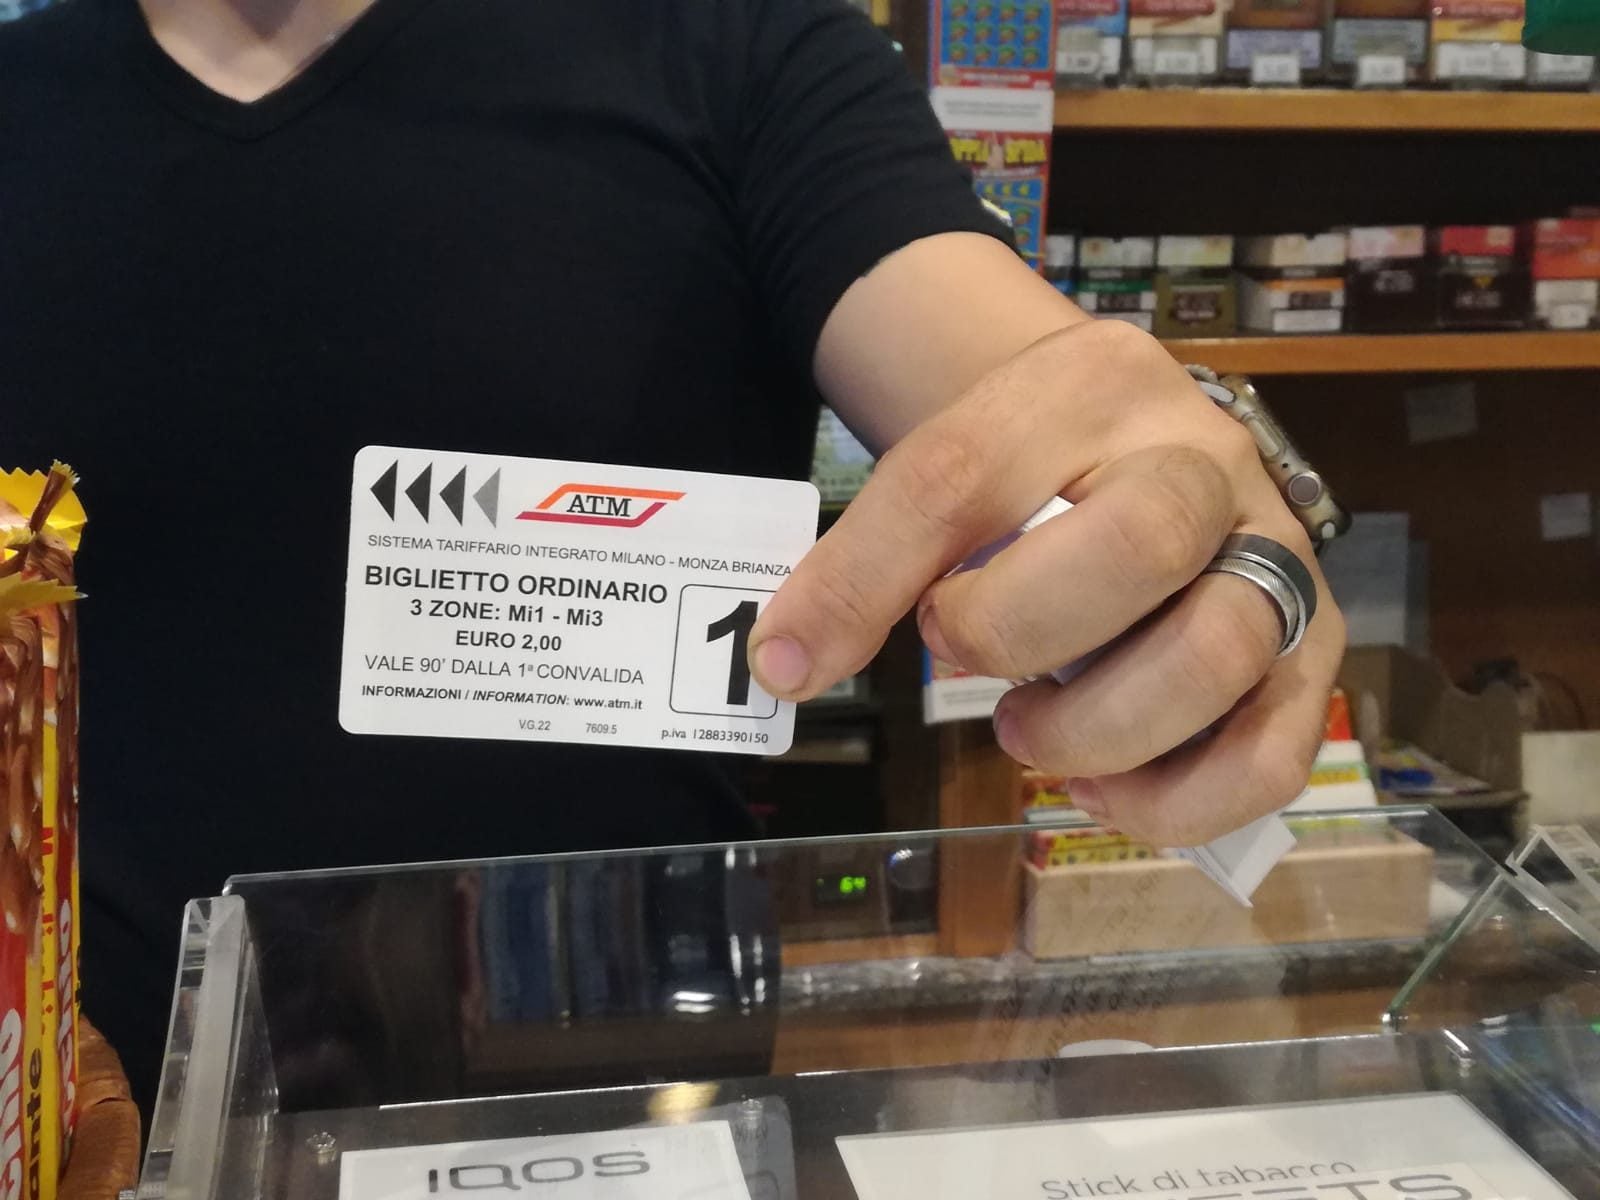 ATM
SISTEMA TARIFFARIO INTEGRATO MILANO - MONZA BRIANZA
BIGLIETTO ORDINARIO
3 ZONE: Mi1 - Mi3
EURO 2,00
VALE 90' DALLA 1ª CONVALIDA
INFORMAZIONI / INFORMATION: www.atm.it
1
V.G.22 7609.5 p.iva 12883390150
64
IQOS
Stick di tabacco